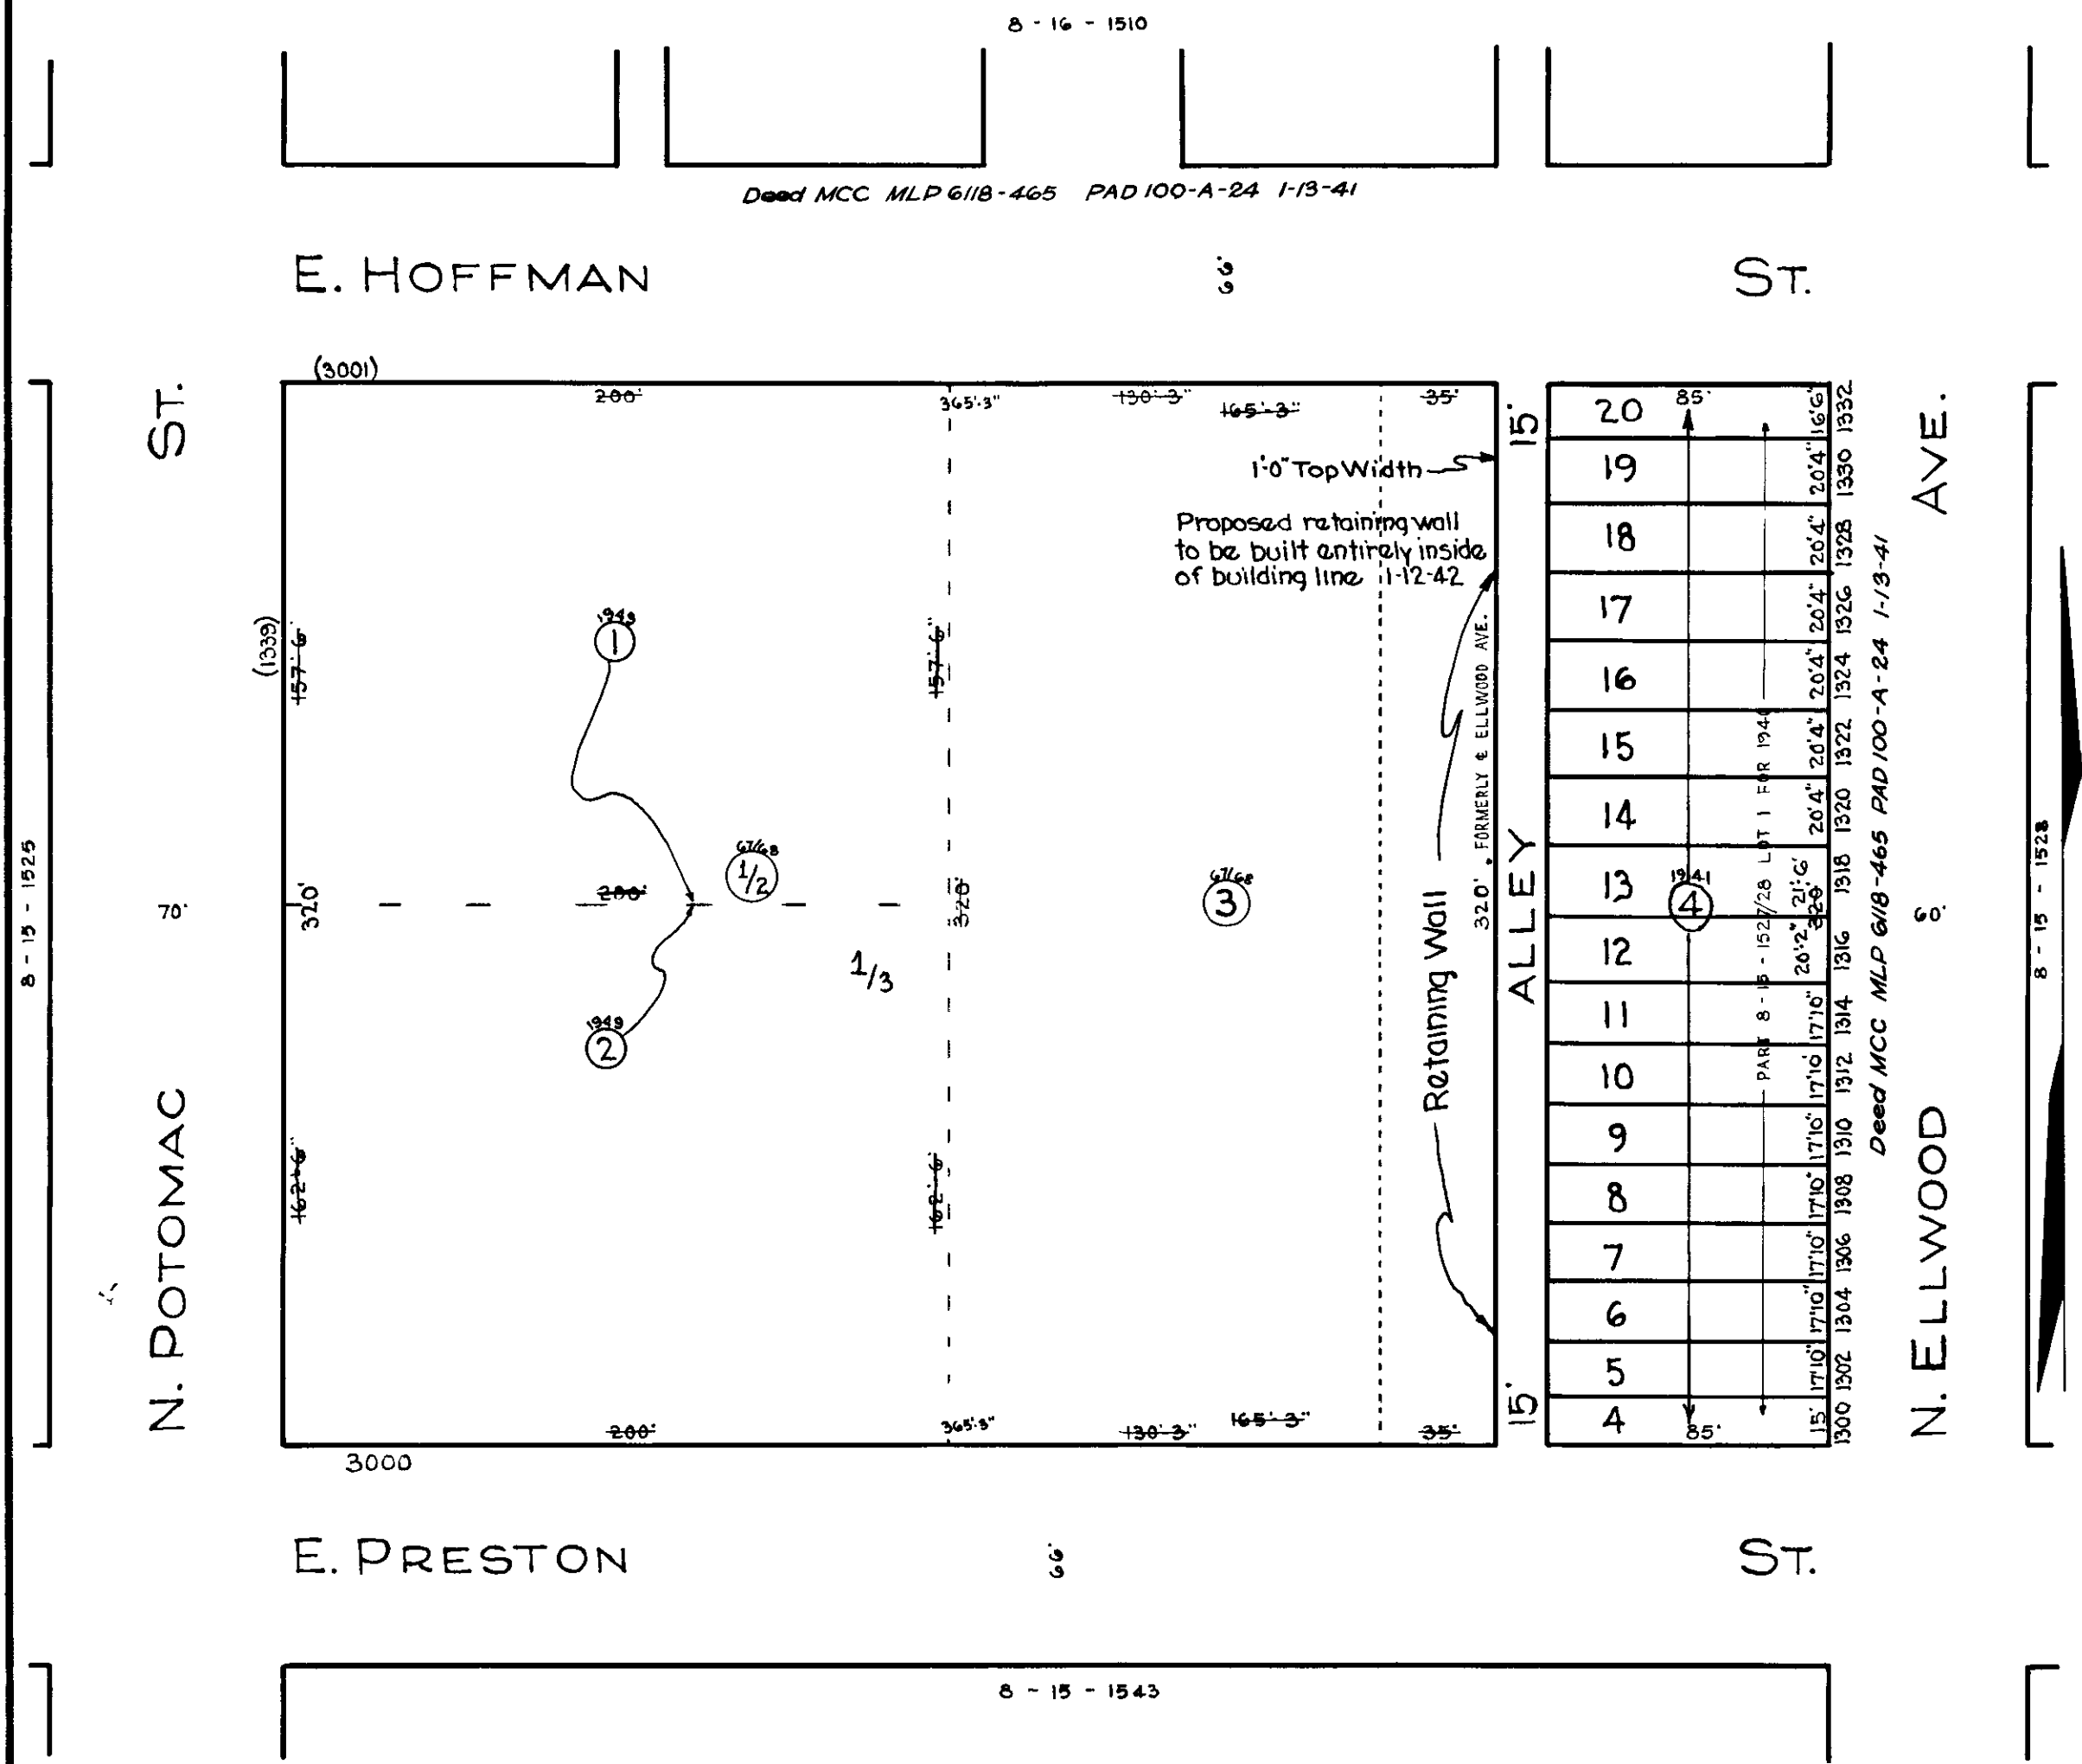 8 - 16 - 1510
Deed MCC MLP 6118-465 PAD 100-A-24 1-13-41
E. HOFFMAN 66' ST.
(3001)
200' 365'-3" 130'-3" 165'-3" 35'
15'
85'
1'-0" Top Width
Proposed retaining wall
to be built entirely inside
of building line 1-12-42
N. POTOMAC ST.
70'
8 - 15 - 1525
(1339)
157'-6"
157'-6"
320'
162'-6"
162'-6"
320'
200'
1949
1
1949
2
67/68
1/2
1/3
67/68
3
Retaining Wall
320'. FORMERLY ¢ ELLWOOD AVE.
ALLEY
20 16'6" 1332
19 20'4" 1330
18 20'4" 1328
17 20'4" 1326
16 20'4" 1324
15 20'4" 1322
14 20'4" 1320
13 21'-6" 1318
12 20'-2" 1316
11 17'10" 1314
10 17'10" 1312
9 17'10" 1310
8 17'10" 1308
7 17'10" 1306
6 17'10" 1304
5 17'10" 1302
4 15' 1300
1941
4
320'
PART 8-15-1527/28 LOT 1 FOR 1940
85'
Deed MCC MLP 6118-465 PAD 100-A-24 1-13-41
N. ELLWOOD AVE.
60'
8 - 15 - 1528
200' 365'-3" 130'-3" 165'-3" 35'
15'
3000
E. PRESTON 66' ST.
8 - 15 - 1543